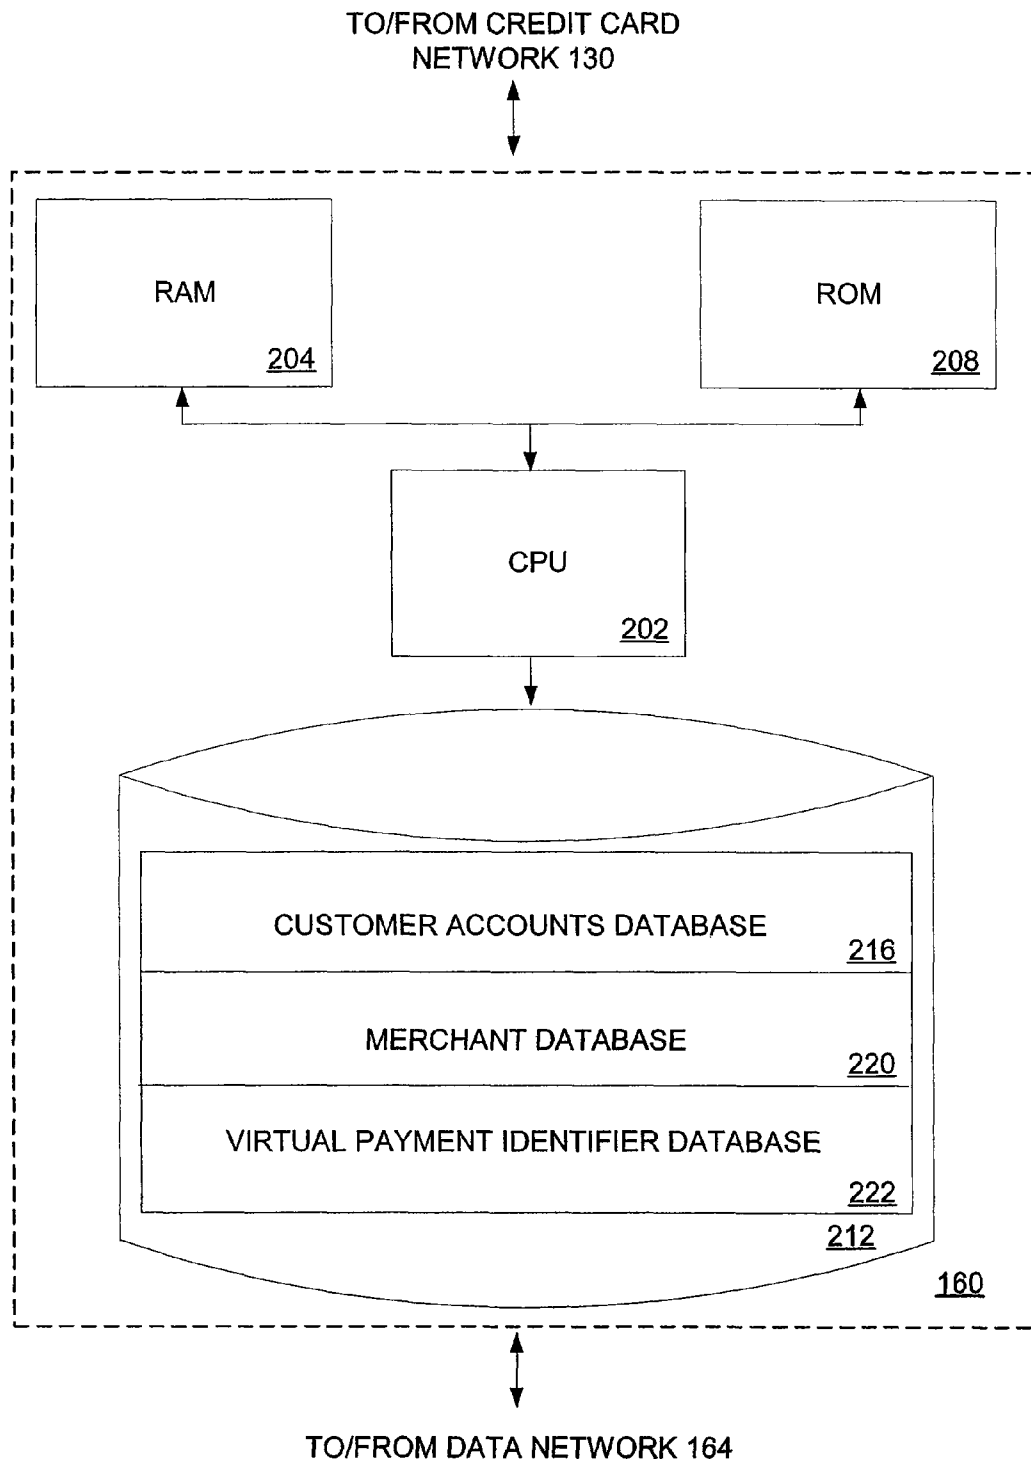 TO/FROM CREDIT CARD
NETWORK 130
RAM
204
ROM
208
CPU
202
CUSTOMER ACCOUNTS DATABASE
216
MERCHANT DATABASE
220
VIRTUAL PAYMENT IDENTIFIER DATABASE
222
212
160
TO/FROM DATA NETWORK 164